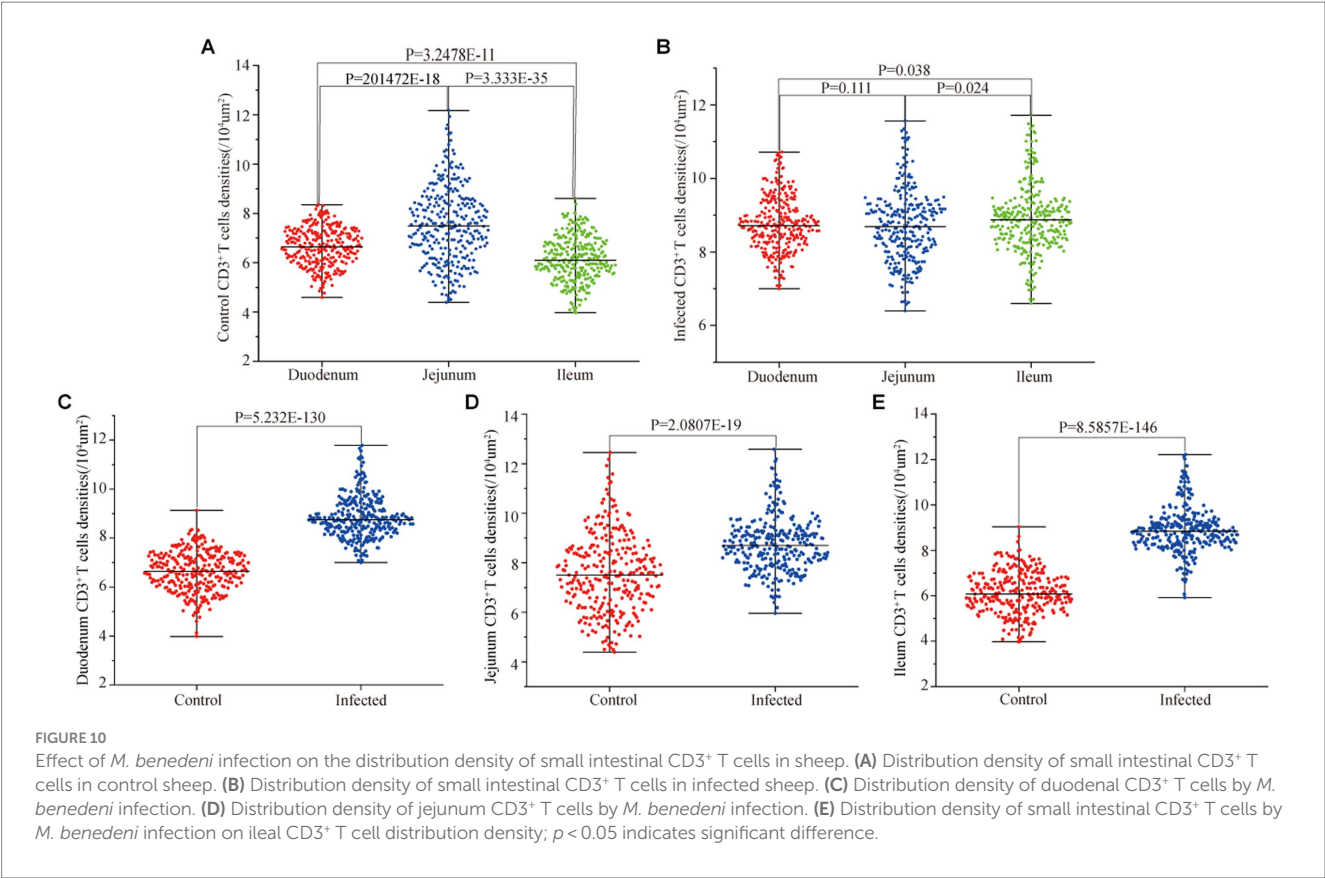 A
P=3.2478E-11
P=201472E-18
P=3.333E-35
Control CD3⁺T cells densities(/10⁴um²)
14
12
10
8
6
4
2
Duodenum
Jejunum
Ileum
B
P=0.038
P=0.111
P=0.024
Infected CD3⁺T cells densities(/10⁴um²)
12
10
8
6
Duodenum
Jejunum
Ileum
C
P=5.232E-130
Duodenum CD3⁺T cells densities(/10⁴um²)
12
10
8
6
4
2
Control
Infected
D
P=2.0807E-19
Jejunum CD3⁺T cells densities(/10⁴um²)
14
12
10
8
6
4
Control
Infected
E
P=8.5857E-146
Ileum CD3⁺T cells densities(/10⁴um²)
14
12
10
8
6
4
2
Control
Infected
FIGURE 10
Effect of M. benedeni infection on the distribution density of small intestinal CD3⁺ T cells in sheep. (A) Distribution density of small intestinal CD3⁺ T
cells in control sheep. (B) Distribution density of small intestinal CD3⁺ T cells in infected sheep. (C) Distribution density of duodenal CD3⁺ T cells by M.
benedeni infection. (D) Distribution density of jejunum CD3⁺ T cells by M. benedeni infection. (E) Distribution density of small intestinal CD3⁺ T cells by
M. benedeni infection on ileal CD3⁺ T cell distribution density; p < 0.05 indicates significant difference.